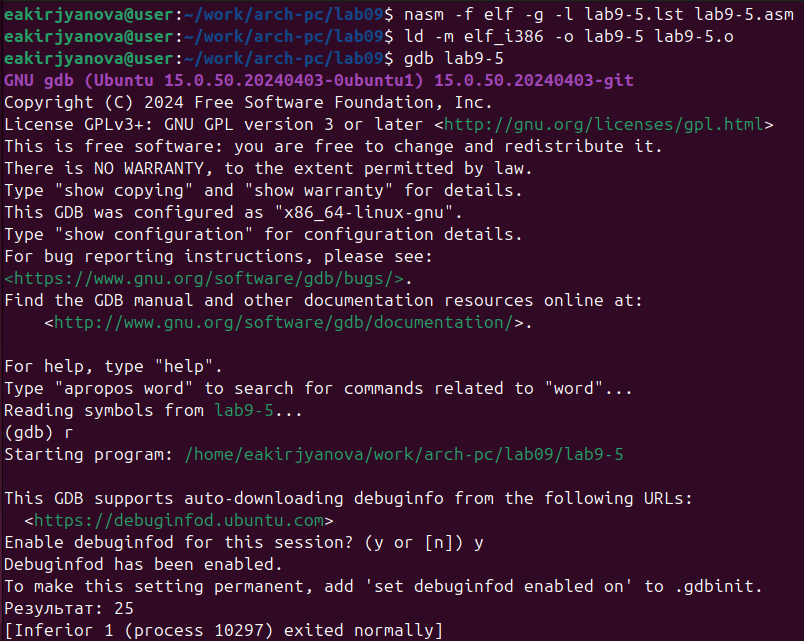 eakirjyanova@user:~/work/arch-pc/lab09$ nasm -f elf -g -l lab9-5.lst lab9-5.asm
eakirjyanova@user:~/work/arch-pc/lab09$ ld -m elf_i386 -o lab9-5 lab9-5.o
eakirjyanova@user:~/work/arch-pc/lab09$ gdb lab9-5
GNU gdb (Ubuntu 15.0.50.20240403-0ubuntu1) 15.0.50.20240403-git
Copyright (C) 2024 Free Software Foundation, Inc.
License GPLv3+: GNU GPL version 3 or later <http://gnu.org/licenses/gpl.html>
This is free software: you are free to change and redistribute it.
There is NO WARRANTY, to the extent permitted by law.
Type "show copying" and "show warranty" for details.
This GDB was configured as "x86_64-linux-gnu".
Type "show configuration" for configuration details.
For bug reporting instructions, please see:
<https://www.gnu.org/software/gdb/bugs/>.
Find the GDB manual and other documentation resources online at:
    <http://www.gnu.org/software/gdb/documentation/>.

For help, type "help".
Type "apropos word" to search for commands related to "word"...
Reading symbols from lab9-5...
(gdb) r
Starting program: /home/eakirjyanova/work/arch-pc/lab09/lab9-5

This GDB supports auto-downloading debuginfo from the following URLs:
  <https://debuginfod.ubuntu.com>
Enable debuginfod for this session? (y or [n]) y
Debuginfod has been enabled.
To make this setting permanent, add 'set debuginfod enabled on' to .gdbinit.
Результат: 25
[Inferior 1 (process 10297) exited normally]